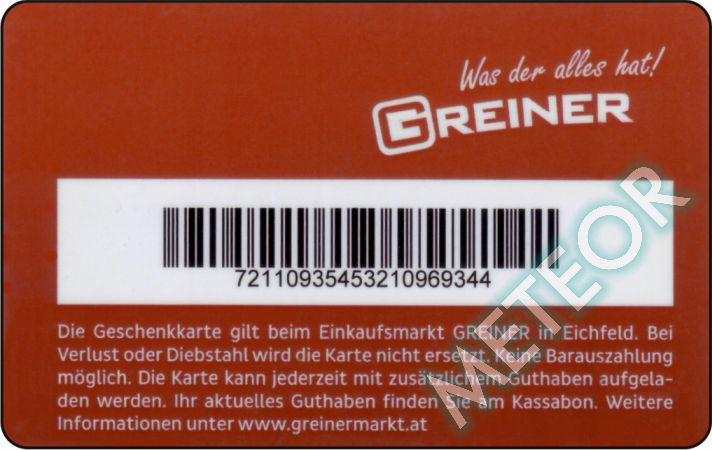 Was der alles hat!
GREINER
72110935453210969344
Die Geschenkkarte gilt beim Einkaufsmarkt GREINER in Eichfeld. Bei
Verlust oder Diebstahl wird die Karte nicht ersetzt. Keine Barauszahlung
möglich. Die Karte kann jederzeit mit zusätzlichem Guthaben aufgela-
den werden. Ihr aktuelles Guthaben finden Sie am Kassabon. Weitere
Informationen unter www.greinermarkt.at
METEOR